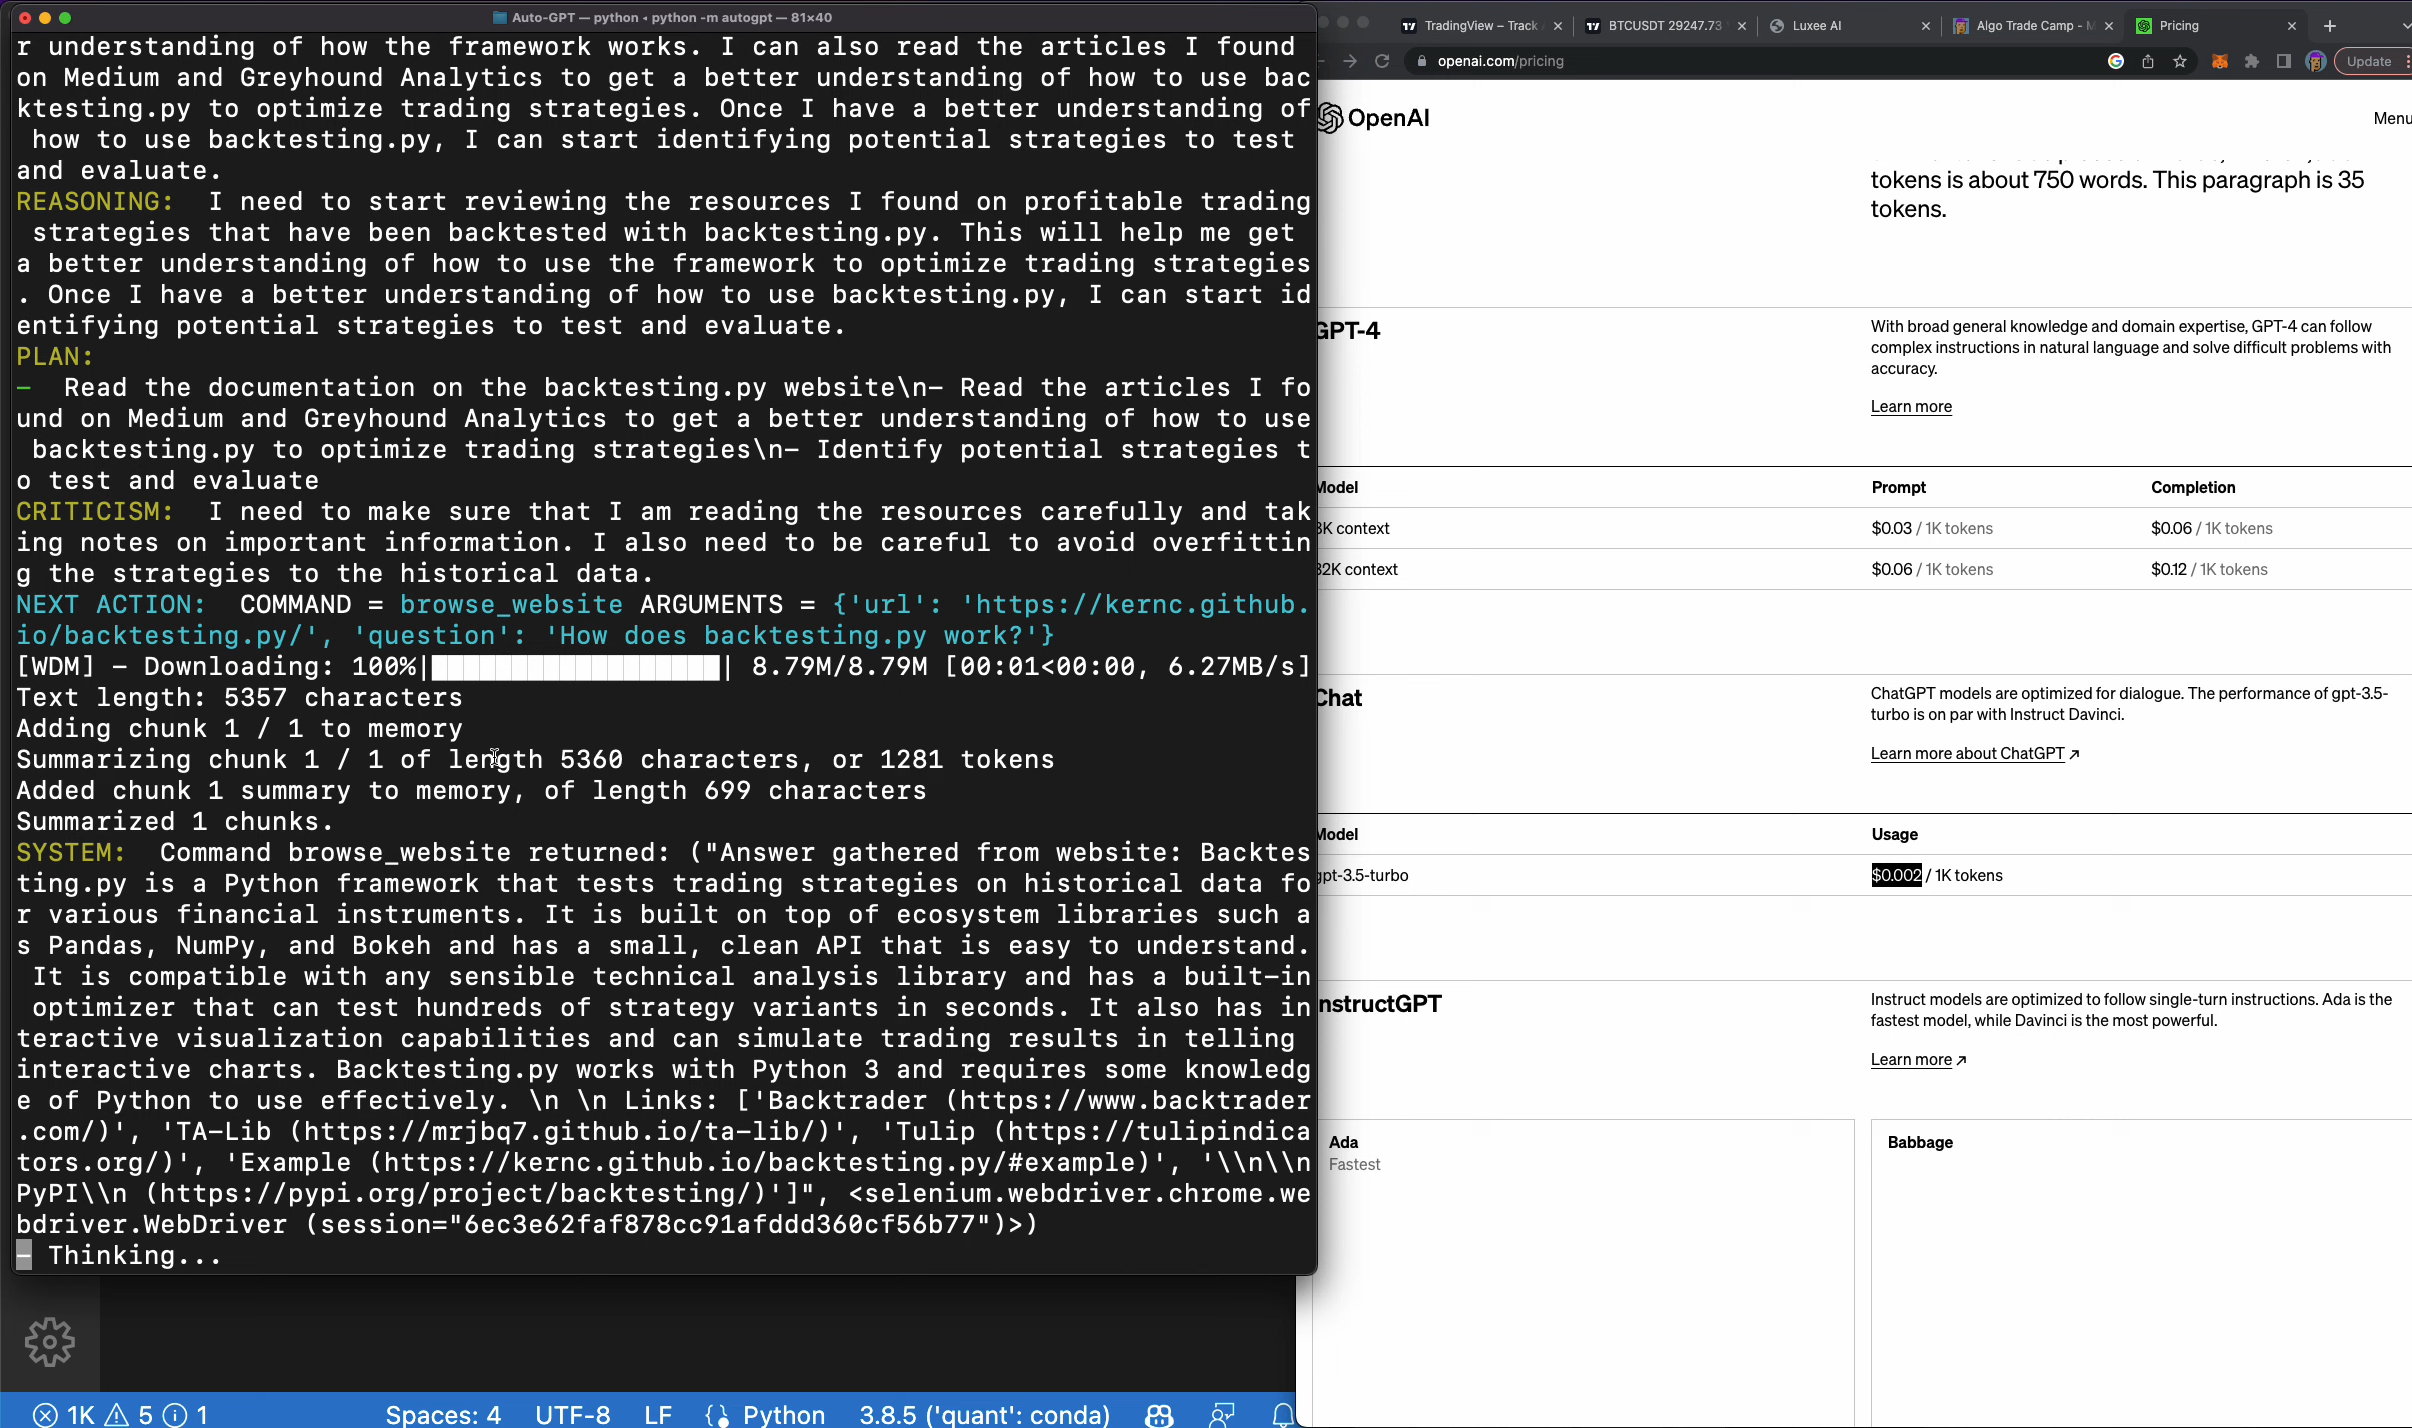 Auto-GPT — python ◂ python -m autogpt — 81×40
r understanding of how the framework works. I can also read the articles I found
on Medium and Greyhound Analytics to get a better understanding of how to use bac
ktesting.py to optimize trading strategies. Once I have a better understanding of
how to use backtesting.py, I can start identifying potential strategies to test
and evaluate.
REASONING:  I need to start reviewing the resources I found on profitable trading
strategies that have been backtested with backtesting.py. This will help me get
a better understanding of how to use the framework to optimize trading strategies
. Once I have a better understanding of how to use backtesting.py, I can start id
entifying potential strategies to test and evaluate.
PLAN:
-  Read the documentation on the backtesting.py website\n- Read the articles I fo
und on Medium and Greyhound Analytics to get a better understanding of how to use
backtesting.py to optimize trading strategies\n- Identify potential strategies t
o test and evaluate
CRITICISM:  I need to make sure that I am reading the resources carefully and tak
ing notes on important information. I also need to be careful to avoid overfittin
g the strategies to the historical data.
NEXT ACTION:  COMMAND = browse_website ARGUMENTS = {'url': 'https://kernc.github.
io/backtesting.py/', 'question': 'How does backtesting.py work?'}
[WDM] - Downloading: 100%| | 8.79M/8.79M [00:01<00:00, 6.27MB/s]
Text length: 5357 characters
Adding chunk 1 / 1 to memory
Summarizing chunk 1 / 1 of length 5360 characters, or 1281 tokens
Added chunk 1 summary to memory, of length 699 characters
Summarized 1 chunks.
SYSTEM:  Command browse_website returned: ("Answer gathered from website: Backtes
ting.py is a Python framework that tests trading strategies on historical data fo
r various financial instruments. It is built on top of ecosystem libraries such a
s Pandas, NumPy, and Bokeh and has a small, clean API that is easy to understand.
It is compatible with any sensible technical analysis library and has a built-in
optimizer that can test hundreds of strategy variants in seconds. It also has in
teractive visualization capabilities and can simulate trading results in telling
interactive charts. Backtesting.py works with Python 3 and requires some knowledg
e of Python to use effectively. \n \n Links: ['Backtrader (https://www.backtrader
.com/)', 'TA-Lib (https://mrjbq7.github.io/ta-lib/)', 'Tulip (https://tulipindica
tors.org/)', 'Example (https://kernc.github.io/backtesting.py/#example)', '\\n\\n
PyPI\\n (https://pypi.org/project/backtesting/)']", <selenium.webdriver.chrome.we
bdriver.WebDriver (session="6ec3e62faf878cc91afddd360cf56b77")>)
- Thinking...
1K 5 1 Spaces: 4 UTF-8 LF Python 3.8.5 ('quant': conda)
TradingView – Track BTCUSDT 29247.73 Luxee AI Algo Trade Camp - Pricing
openai.com/pricing Update
OpenAI Menu
tokens is about 750 words. This paragraph is 35
tokens.
GPT-4
With broad general knowledge and domain expertise, GPT-4 can follow
complex instructions in natural language and solve difficult problems with
accuracy.
Learn more
Model Prompt Completion
8K context $0.03 / 1K tokens $0.06 / 1K tokens
32K context $0.06 / 1K tokens $0.12 / 1K tokens
Chat
ChatGPT models are optimized for dialogue. The performance of gpt-3.5-
turbo is on par with Instruct Davinci.
Learn more about ChatGPT ↗
Model Usage
gpt-3.5-turbo $0.002 / 1K tokens
InstructGPT
Instruct models are optimized to follow single-turn instructions. Ada is the
fastest model, while Davinci is the most powerful.
Learn more ↗
Ada Babbage
Fastest